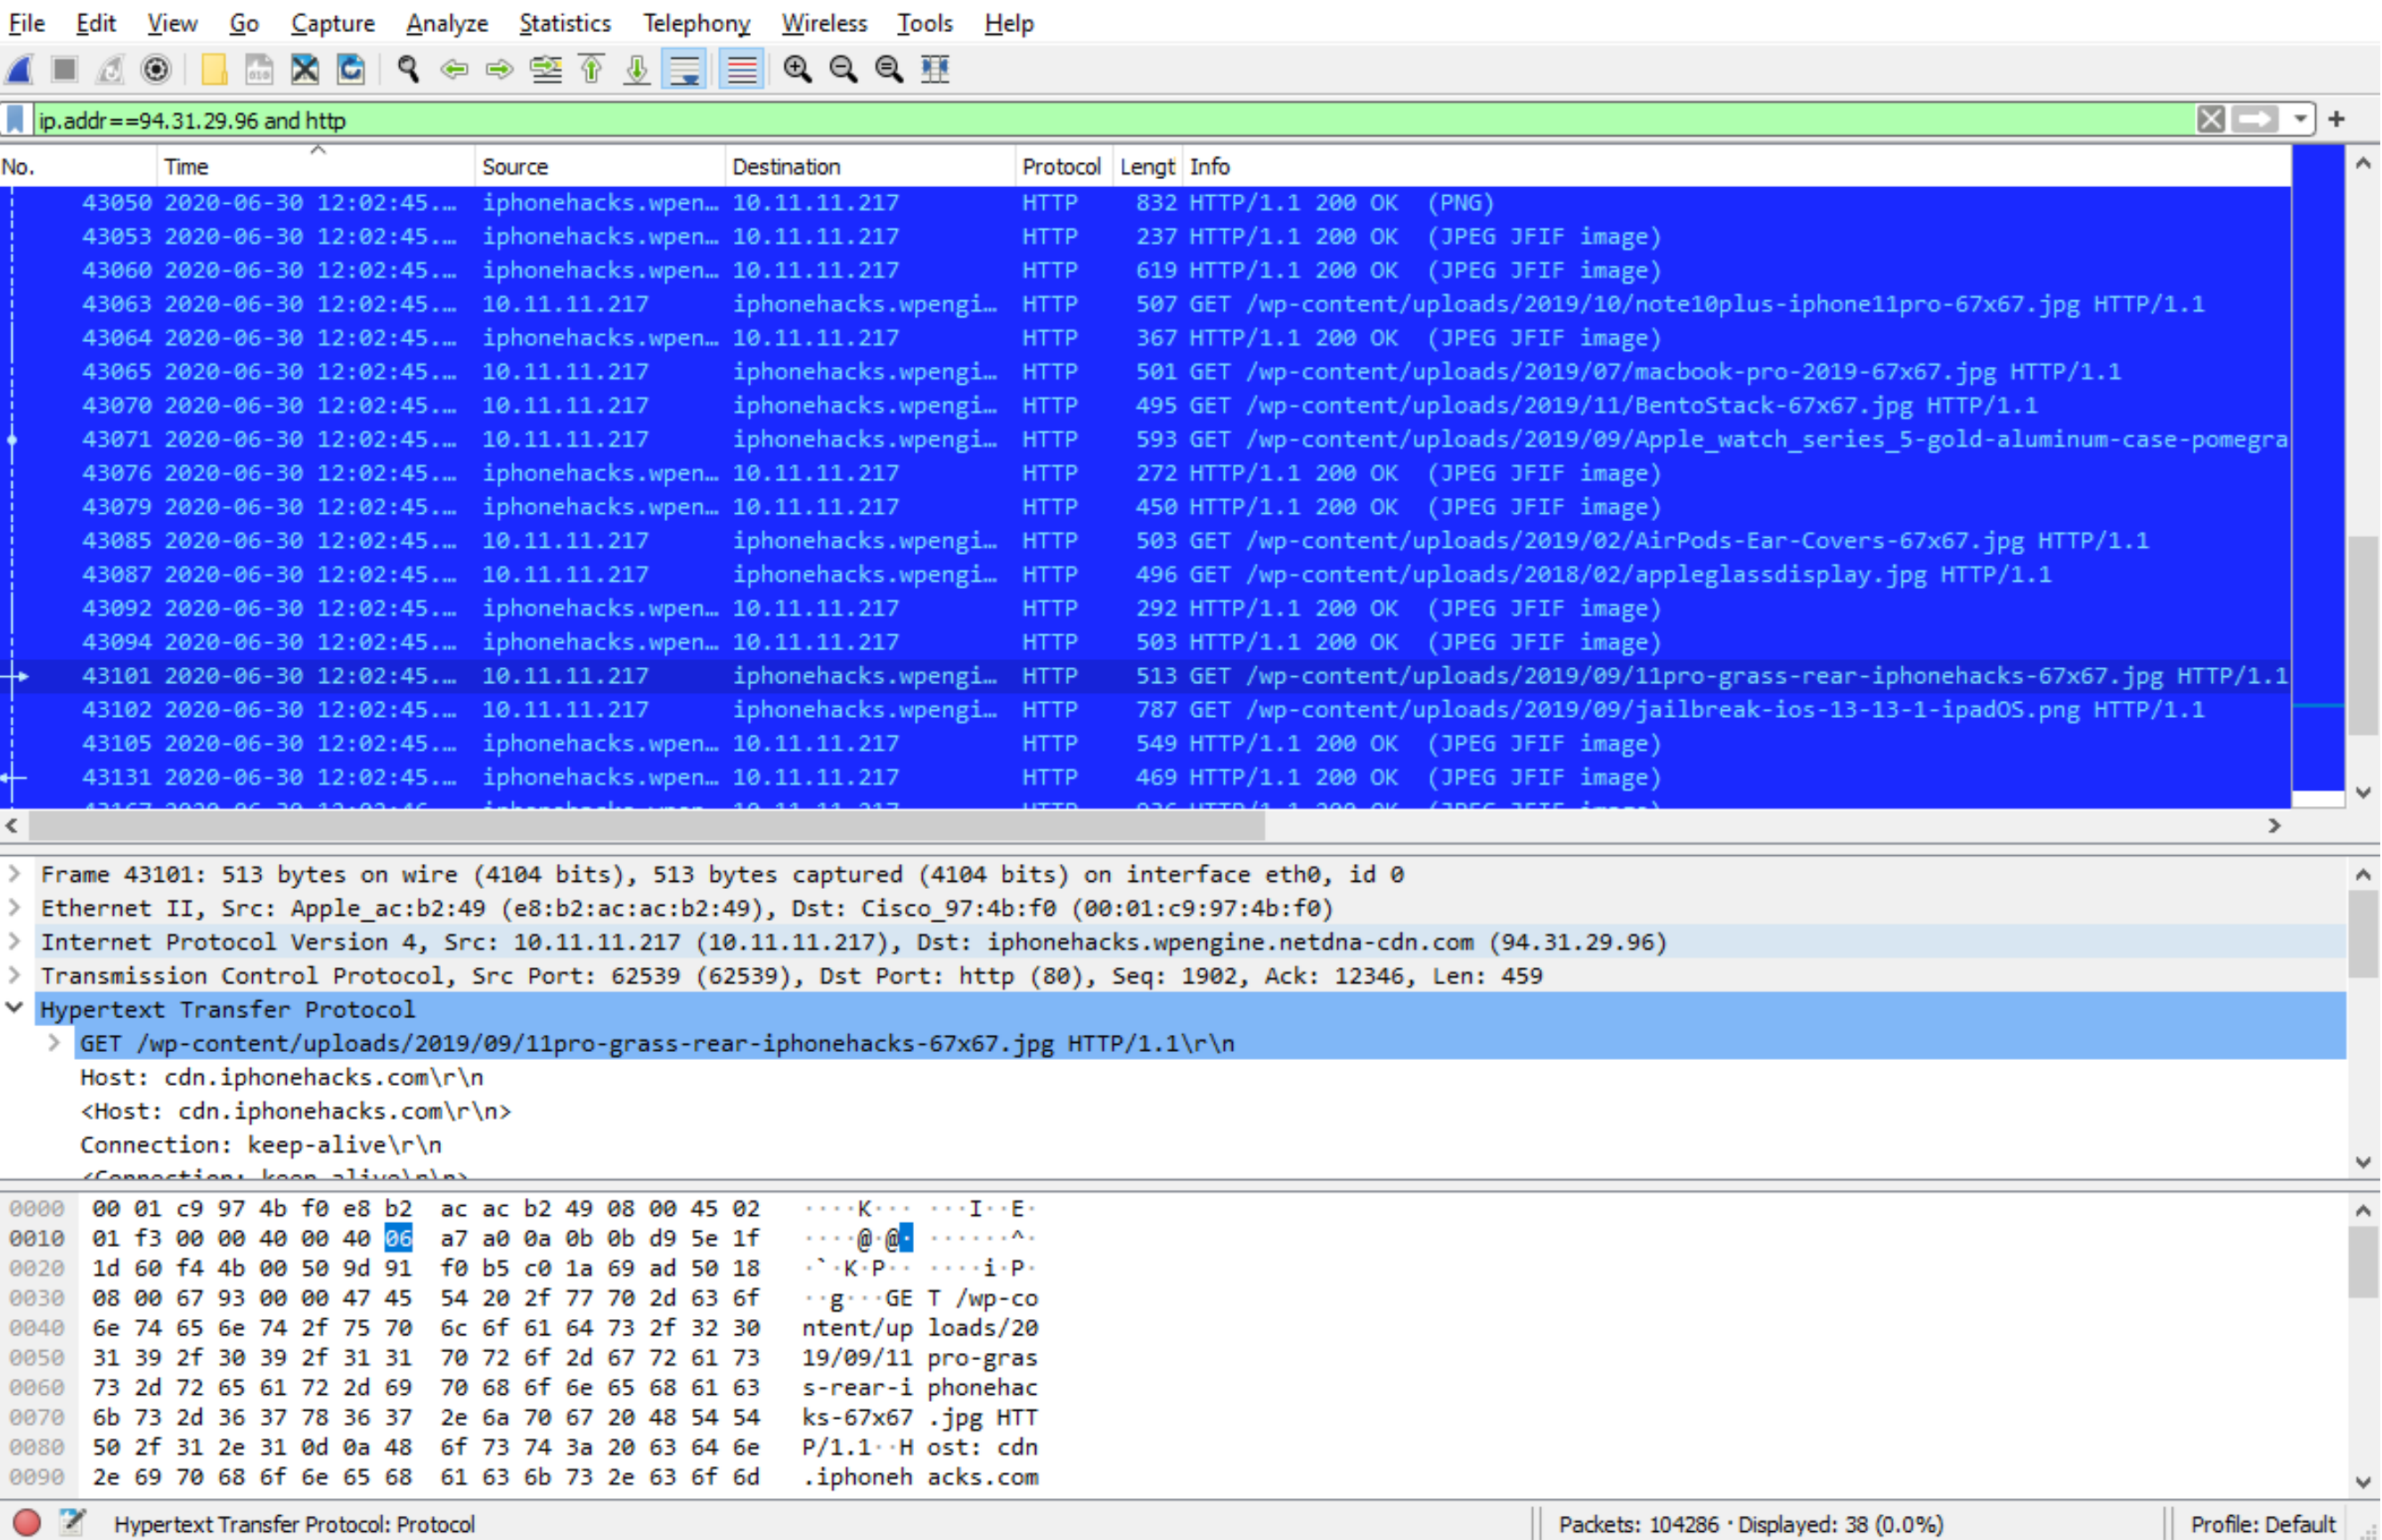 File Edit View Go Capture Analyze Statistics Telephony Wireless Tools Help
ip.addr==94.31.29.96 and http
No. Time Source Destination Protocol Lengt Info
43050 2020-06-30 12:02:45.… iphonehacks.wpen… 10.11.11.217 HTTP 832 HTTP/1.1 200 OK (PNG)
43053 2020-06-30 12:02:45.… iphonehacks.wpen… 10.11.11.217 HTTP 237 HTTP/1.1 200 OK (JPEG JFIF image)
43060 2020-06-30 12:02:45.… iphonehacks.wpen… 10.11.11.217 HTTP 619 HTTP/1.1 200 OK (JPEG JFIF image)
43063 2020-06-30 12:02:45.… 10.11.11.217 iphonehacks.wpengi… HTTP 507 GET /wp-content/uploads/2019/10/note10plus-iphone11pro-67x67.jpg HTTP/1.1
43064 2020-06-30 12:02:45.… iphonehacks.wpen… 10.11.11.217 HTTP 367 HTTP/1.1 200 OK (JPEG JFIF image)
43065 2020-06-30 12:02:45.… 10.11.11.217 iphonehacks.wpengi… HTTP 501 GET /wp-content/uploads/2019/07/macbook-pro-2019-67x67.jpg HTTP/1.1
43070 2020-06-30 12:02:45.… 10.11.11.217 iphonehacks.wpengi… HTTP 495 GET /wp-content/uploads/2019/11/BentoStack-67x67.jpg HTTP/1.1
43071 2020-06-30 12:02:45.… 10.11.11.217 iphonehacks.wpengi… HTTP 593 GET /wp-content/uploads/2019/09/Apple_watch_series_5-gold-aluminum-case-pomegra
43076 2020-06-30 12:02:45.… iphonehacks.wpen… 10.11.11.217 HTTP 272 HTTP/1.1 200 OK (JPEG JFIF image)
43079 2020-06-30 12:02:45.… iphonehacks.wpen… 10.11.11.217 HTTP 450 HTTP/1.1 200 OK (JPEG JFIF image)
43085 2020-06-30 12:02:45.… 10.11.11.217 iphonehacks.wpengi… HTTP 503 GET /wp-content/uploads/2019/02/AirPods-Ear-Covers-67x67.jpg HTTP/1.1
43087 2020-06-30 12:02:45.… 10.11.11.217 iphonehacks.wpengi… HTTP 496 GET /wp-content/uploads/2018/02/appleglassdisplay.jpg HTTP/1.1
43092 2020-06-30 12:02:45.… iphonehacks.wpen… 10.11.11.217 HTTP 292 HTTP/1.1 200 OK (JPEG JFIF image)
43094 2020-06-30 12:02:45.… iphonehacks.wpen… 10.11.11.217 HTTP 503 HTTP/1.1 200 OK (JPEG JFIF image)
43101 2020-06-30 12:02:45.… 10.11.11.217 iphonehacks.wpengi… HTTP 513 GET /wp-content/uploads/2019/09/11pro-grass-rear-iphonehacks-67x67.jpg HTTP/1.1
43102 2020-06-30 12:02:45.… 10.11.11.217 iphonehacks.wpengi… HTTP 787 GET /wp-content/uploads/2019/09/jailbreak-ios-13-13-1-ipadOS.png HTTP/1.1
43105 2020-06-30 12:02:45.… iphonehacks.wpen… 10.11.11.217 HTTP 549 HTTP/1.1 200 OK (JPEG JFIF image)
43131 2020-06-30 12:02:45.… iphonehacks.wpen… 10.11.11.217 HTTP 469 HTTP/1.1 200 OK (JPEG JFIF image)
Frame 43101: 513 bytes on wire (4104 bits), 513 bytes captured (4104 bits) on interface eth0, id 0
Ethernet II, Src: Apple_ac:b2:49 (e8:b2:ac:ac:b2:49), Dst: Cisco_97:4b:f0 (00:01:c9:97:4b:f0)
Internet Protocol Version 4, Src: 10.11.11.217 (10.11.11.217), Dst: iphonehacks.wpengine.netdna-cdn.com (94.31.29.96)
Transmission Control Protocol, Src Port: 62539 (62539), Dst Port: http (80), Seq: 1902, Ack: 12346, Len: 459
Hypertext Transfer Protocol
GET /wp-content/uploads/2019/09/11pro-grass-rear-iphonehacks-67x67.jpg HTTP/1.1\r\n
Host: cdn.iphonehacks.com\r\n
<Host: cdn.iphonehacks.com\r\n>
Connection: keep-alive\r\n
<Connection: keep-alive\r\n>
0000 00 01 c9 97 4b f0 e8 b2 ac ac b2 49 08 00 45 02 ····K··· ···I··E·
0010 01 f3 00 00 40 00 40 06 a7 a0 0a 0b 0b d9 5e 1f ····@·@· ······^·
0020 1d 60 f4 4b 00 50 9d 91 f0 b5 c0 1a 69 ad 50 18 ·`·K·P·· ····i·P·
0030 08 00 67 93 00 00 47 45 54 20 2f 77 70 2d 63 6f ··g···GE T /wp-co
0040 6e 74 65 6e 74 2f 75 70 6c 6f 61 64 73 2f 32 30 ntent/up loads/20
0050 31 39 2f 30 39 2f 31 31 70 72 6f 2d 67 72 61 73 19/09/11 pro-gras
0060 73 2d 72 65 61 72 2d 69 70 68 6f 6e 65 68 61 63 s-rear-i phonehac
0070 6b 73 2d 36 37 78 36 37 2e 6a 70 67 20 48 54 54 ks-67x67 .jpg HTT
0080 50 2f 31 2e 31 0d 0a 48 6f 73 74 3a 20 63 64 6e P/1.1··H ost: cdn
0090 2e 69 70 68 6f 6e 65 68 61 63 6b 73 2e 63 6f 6d .iphoneh acks.com
Hypertext Transfer Protocol: Protocol Packets: 104286 · Displayed: 38 (0.0%) Profile: Default